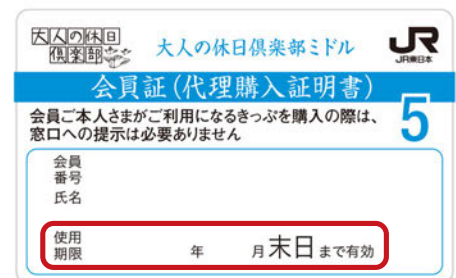 大人の休日
倶楽部
大人の休日倶楽部ミドル
JR
JR東日本
会員証(代理購入証明書)
会員ご本人さまがご利用になるきっぷを購入の際は、
窓口への提示は必要ありません
5
会員
番号
氏名
使用
期限 年 月末日まで有効